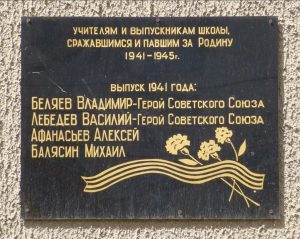 УЧИТЕЛЯМ И ВЫПУСКНИКАМ ШКОЛЫ,
СРАЖАВШИМСЯ И ПАВШИМ ЗА РОДИНУ
1941-1945г.
ВЫПУСК 1941 ГОДА:
БЕЛЯЕВ ВЛАДИМИР-ГЕРОЙ СОВЕТСКОГО СОЮЗА
ЛЕБЕДЕВ ВАСИЛИЙ-ГЕРОЙ СОВЕТСКОГО СОЮЗА
АФАНАСЬЕВ АЛЕКСЕЙ
БАЛЯСИН МИХАИЛ